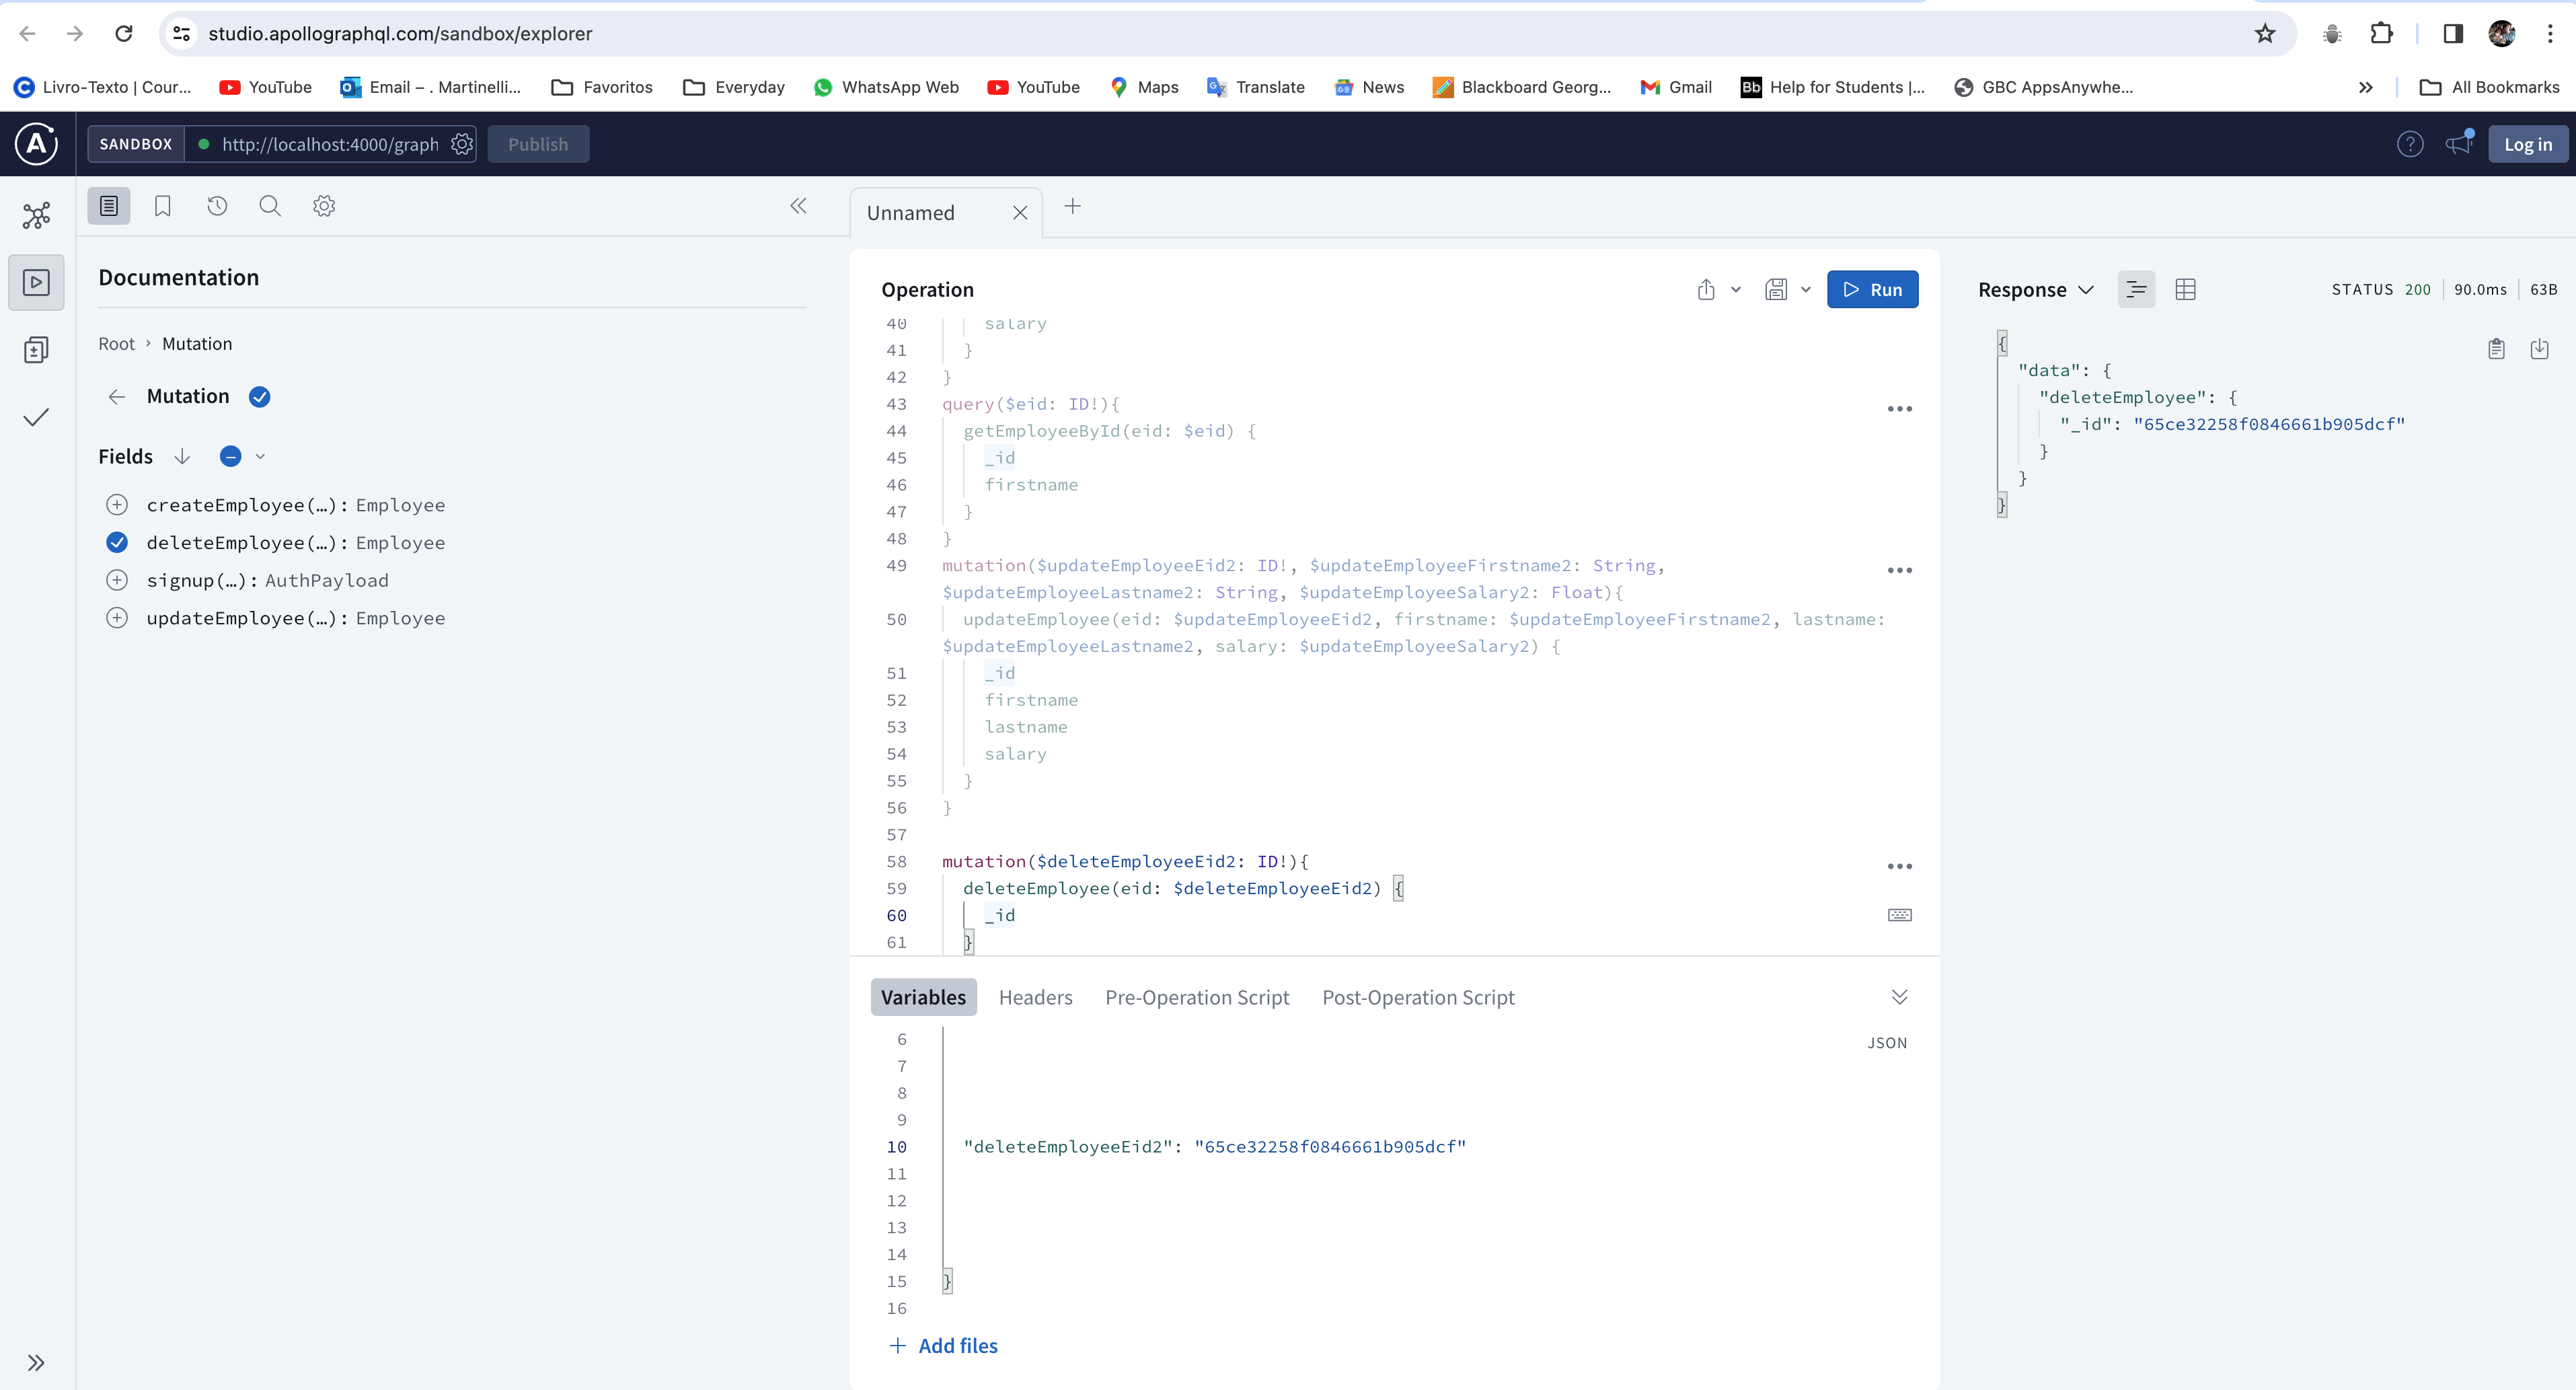 studio.apollographql.com/sandbox/explorer
Livro-Texto | Cour...
YouTube
Email – . Martinelli...
Favoritos
Everyday
WhatsApp Web
YouTube
Maps
Translate
News
Blackboard Georg...
Gmail
Bb
Help for Students |...
GBC AppsAnywhe...
All Bookmarks
A
SANDBOX
http://localhost:4000/graph
Publish
Log in
Documentation
Root › Mutation
Mutation
Fields
createEmployee(…): Employee
deleteEmployee(…): Employee
signup(…): AuthPayload
updateEmployee(…): Employee
Unnamed
Operation
Run
40 salary
41 }
42 }
43 query($eid: ID!){
44 getEmployeeById(eid: $eid) {
45 _id
46 firstname
47 }
48 }
49 mutation($updateEmployeeEid2: ID!, $updateEmployeeFirstname2: String,
$updateEmployeeLastname2: String, $updateEmployeeSalary2: Float){
50 updateEmployee(eid: $updateEmployeeEid2, firstname: $updateEmployeeFirstname2, lastname:
$updateEmployeeLastname2, salary: $updateEmployeeSalary2) {
51 _id
52 firstname
53 lastname
54 salary
55 }
56 }
57
58 mutation($deleteEmployeeEid2: ID!){
59 deleteEmployee(eid: $deleteEmployeeEid2) {
60 _id
61 }
Variables
Headers
Pre-Operation Script
Post-Operation Script
JSON
6
7
8
9
10 "deleteEmployeeEid2": "65ce32258f0846661b905dcf"
11
12
13
14
15 }
16
Add files
Response
STATUS 200
90.0ms
63B
{
"data": {
"deleteEmployee": {
"_id": "65ce32258f0846661b905dcf"
}
}
}